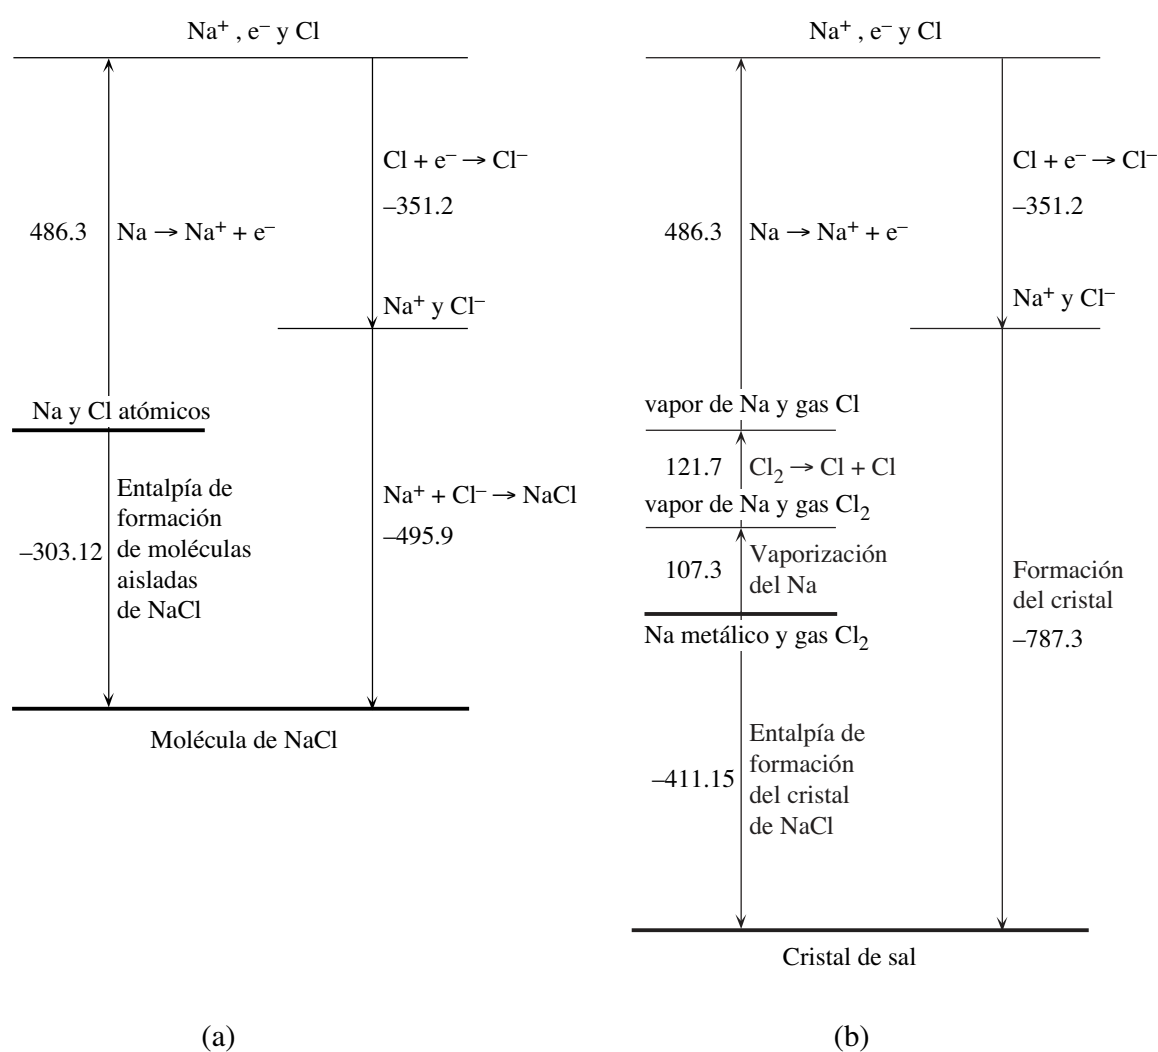 Na⁺ , e⁻ y Cl
Cl + e⁻ → Cl⁻
–351.2
486.3
Na → Na⁺ + e⁻
Na⁺ y Cl⁻
Na y Cl atómicos
Entalpía de
formación
de moléculas
aisladas
de NaCl
–303.12
Na⁺ + Cl⁻ → NaCl
–495.9
Molécula de NaCl
(a)
Na⁺ , e⁻ y Cl
Cl + e⁻ → Cl⁻
–351.2
486.3
Na → Na⁺ + e⁻
Na⁺ y Cl⁻
vapor de Na y gas Cl
121.7
Cl₂ → Cl + Cl
vapor de Na y gas Cl₂
107.3
Vaporización
del Na
Na metálico y gas Cl₂
Formación
del cristal
–787.3
Entalpía de
formación
del cristal
de NaCl
–411.15
Cristal de sal
(b)